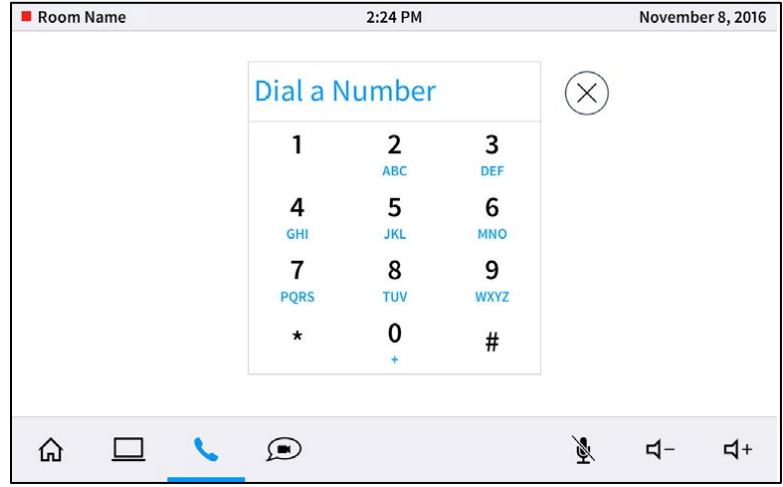 Room Name 2:24 PM November 8, 2016
Dial a Number
1 2 3
ABC DEF
4 5 6
GHI JKL MNO
7 8 9
PQRS TUV WXYZ
* 0 #
+